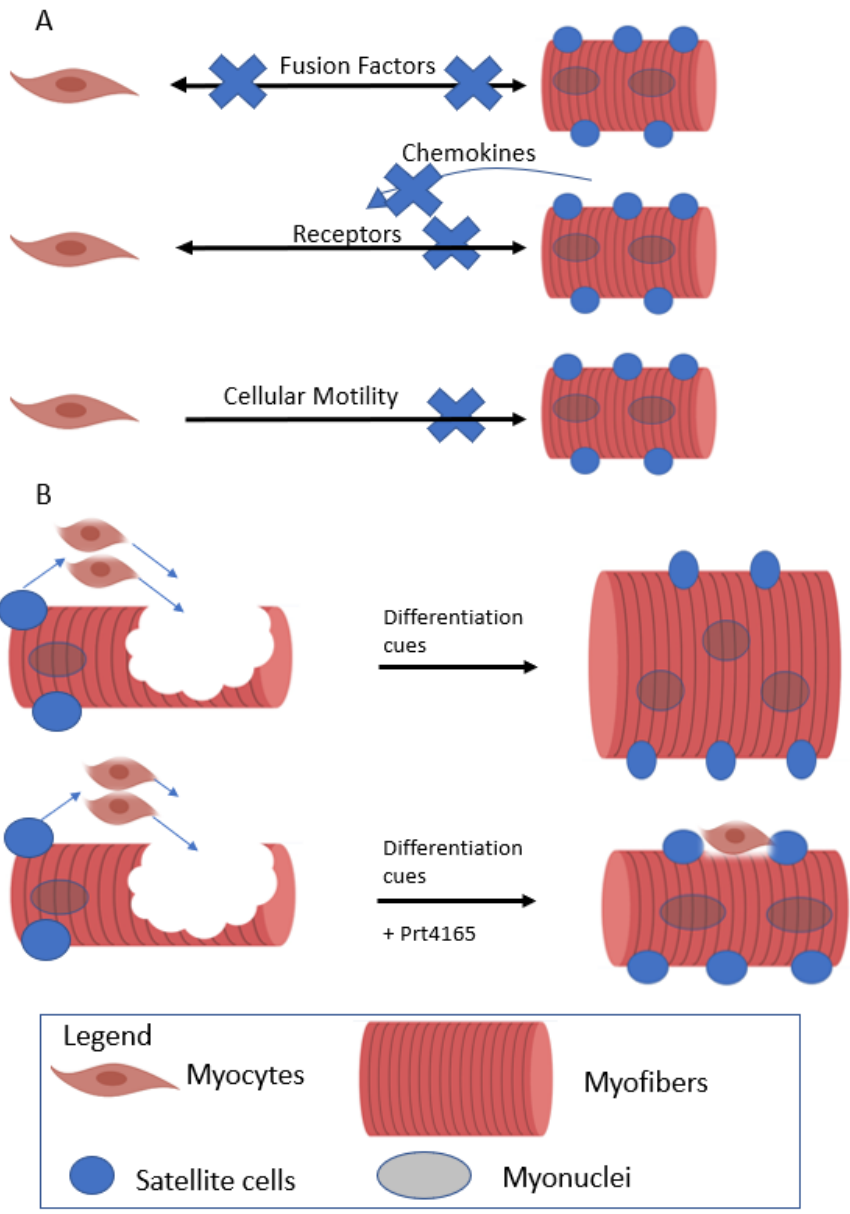 A
Fusion Factors
Chemokines
Receptors
Cellular Motility
B
Differentiation
cues
Differentiation
cues
+ Prt4165
Legend
Myocytes
Myofibers
Satellite cells
Myonuclei